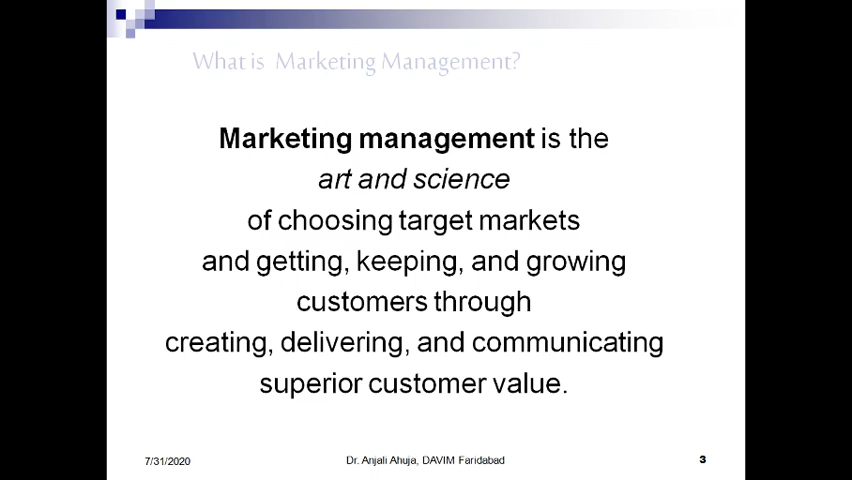 What is Marketing Management?
Marketing management is the
art and science
of choosing target markets
and getting, keeping, and growing
customers through
creating, delivering, and communicating
superior customer value.
7/31/2020 Dr. Anjali Ahuja, DAVIM Faridabad 3